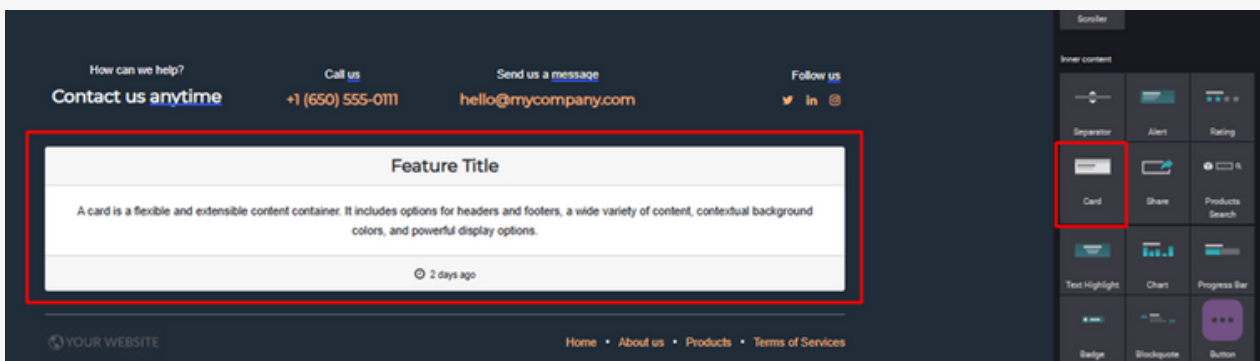 Scroller
How can we help?
Contact us anytime
Call us
+1 (650) 555-0111
Send us a message
hello@mycompany.com
Follow us
Feature Title
A card is a flexible and extensible content container. It includes options for headers and footers, a wide variety of content, contextual background
colors, and powerful display options.
2 days ago
YOUR WEBSITE
Home • About us • Products • Terms of Services
Inner content
Separator
Alert
Rating
Card
Share
Products
Search
Text Highlight
Chart
Progress Bar
Badge
Blockquote
Button